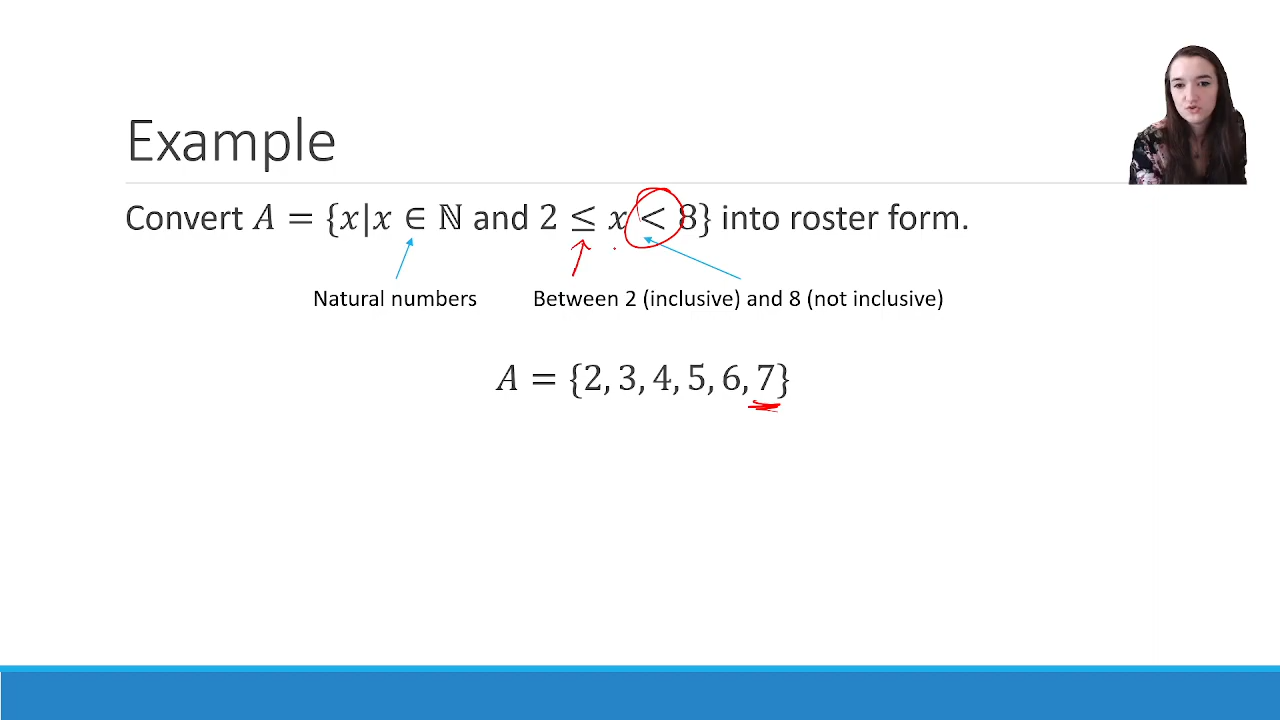 Example
Convert 𝐴 = {𝑥|𝑥 ∈ ℕ and 2 ≤ 𝑥 < 8} into roster form.
Natural numbers
Between 2 (inclusive) and 8 (not inclusive)
𝐴 = {2, 3, 4, 5, 6, 7}